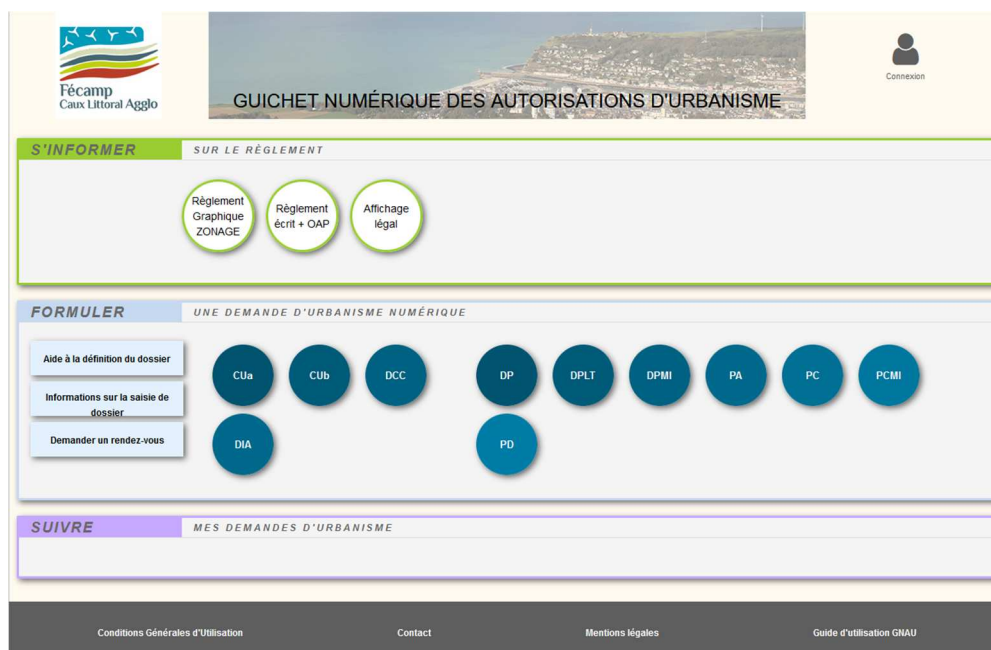 Fécamp
Caux Littoral Agglo
GUICHET NUMÉRIQUE DES AUTORISATIONS D'URBANISME
Connexion
S'INFORMER
SUR LE RÈGLEMENT
Règlement
Graphique
ZONAGE
Règlement
écrit + OAP
Affichage
légal
FORMULER
UNE DEMANDE D'URBANISME NUMÉRIQUE
Aide à la définition du dossier
Informations sur la saisie de
dossier
Demander un rendez-vous
CUa
CUb
DCC
DP
DPLT
DPMI
PA
PC
PCMI
DIA
PD
SUIVRE
MES DEMANDES D'URBANISME
Conditions Générales d'Utilisation
Contact
Mentions légales
Guide d'utilisation GNAU